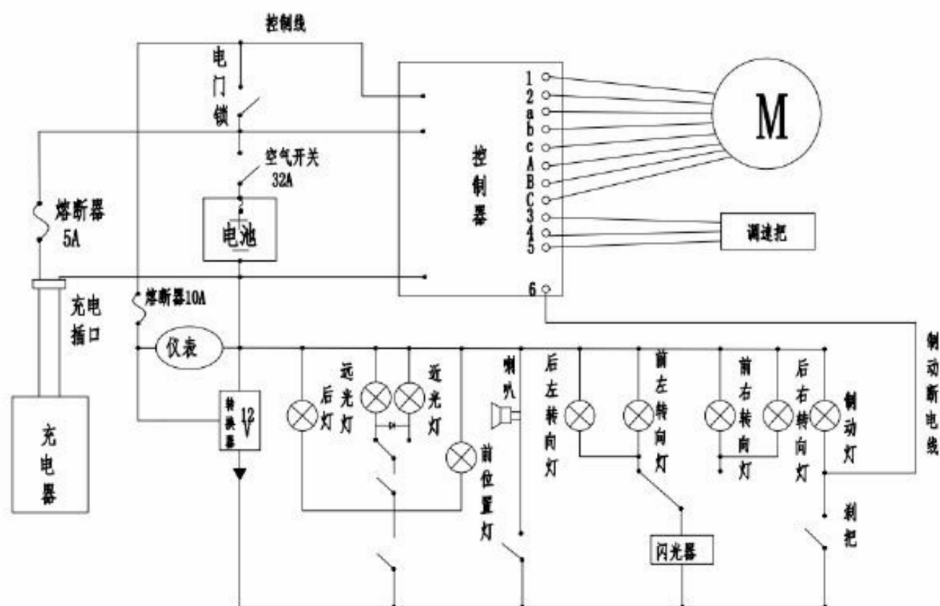 控制线
电门锁
空气开关
32A
电池
熔断器
5A
充电
插口
充电器
熔断器10A
仪表
转换器
12V
控制器
1
2
a
b
c
A
B
C
3
4
5
6
M
调速把
制动断电线
后灯
远光灯
近光灯
前位置灯
喇叭
后左转向灯
前左转向灯
前右转向灯
后右转向灯
制动灯
闪光器
刹把